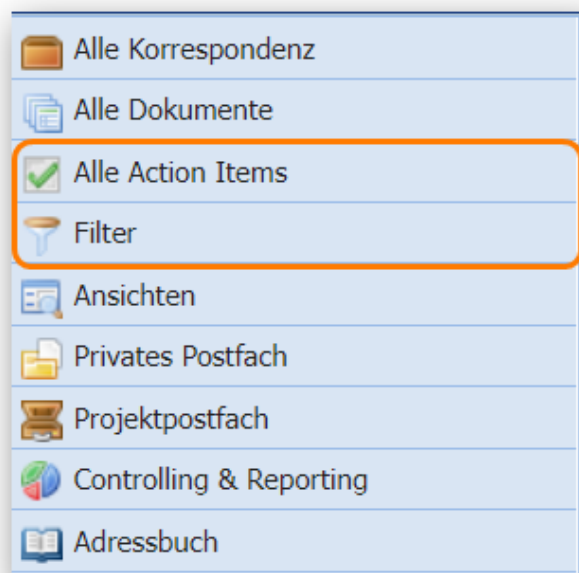 Alle Korrespondenz
Alle Dokumente
Alle Action Items
Filter
Ansichten
Privates Postfach
Projektpostfach
Controlling & Reporting
Adressbuch